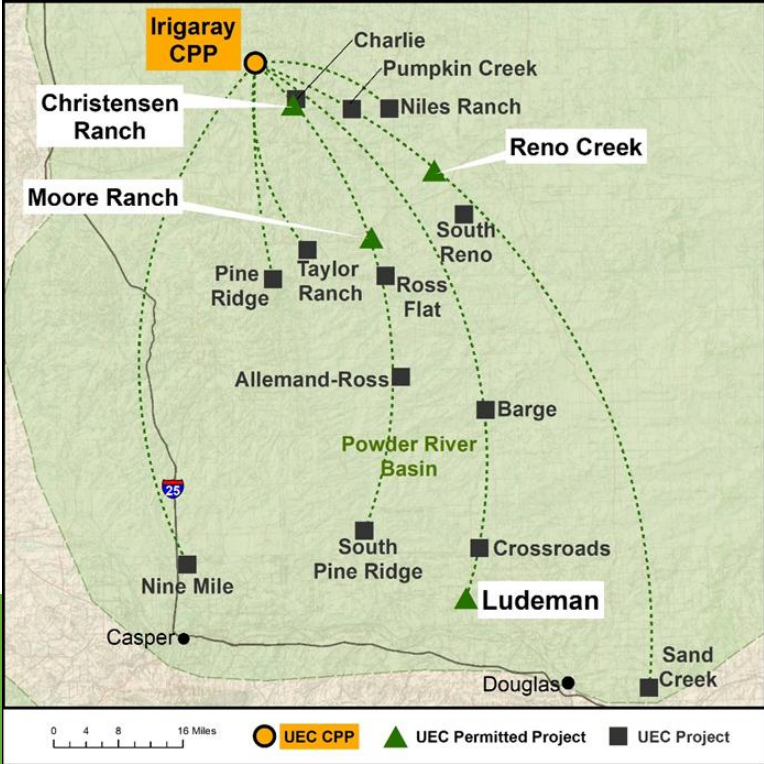 Irigaray
CPP
Charlie
Pumpkin Creek
Christensen
Ranch
Niles Ranch
Reno Creek
Moore Ranch
South
Reno
Taylor
Ranch
Pine
Ridge
Ross
Flat
Allemand-Ross
Barge
Powder River
Basin
25
South
Pine Ridge
Crossroads
Nine Mile
Ludeman
Casper
Sand
Creek
Douglas
0 4 8 16 Miles
UEC CPP
UEC Permitted Project
UEC Project